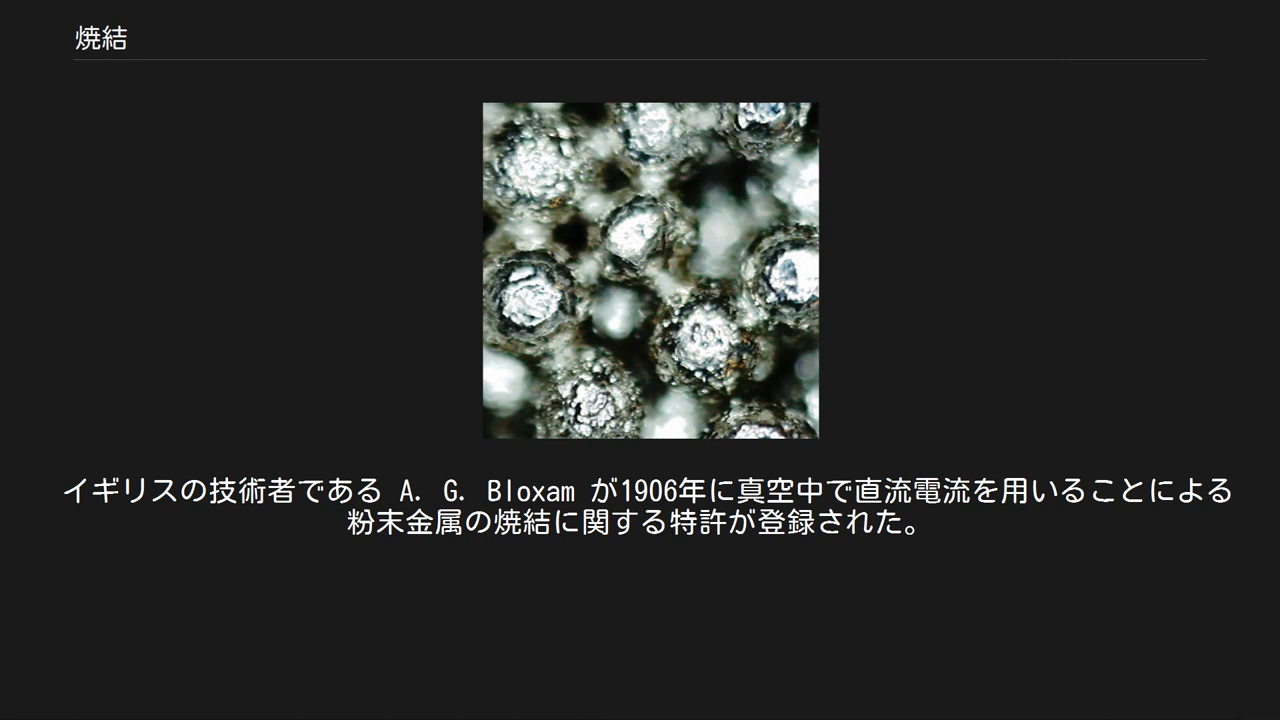 焼結
イギリスの技術者である A. G. Bloxam が1906年に真空中で直流電流を用いることによる
粉末金属の焼結に関する特許が登録された。